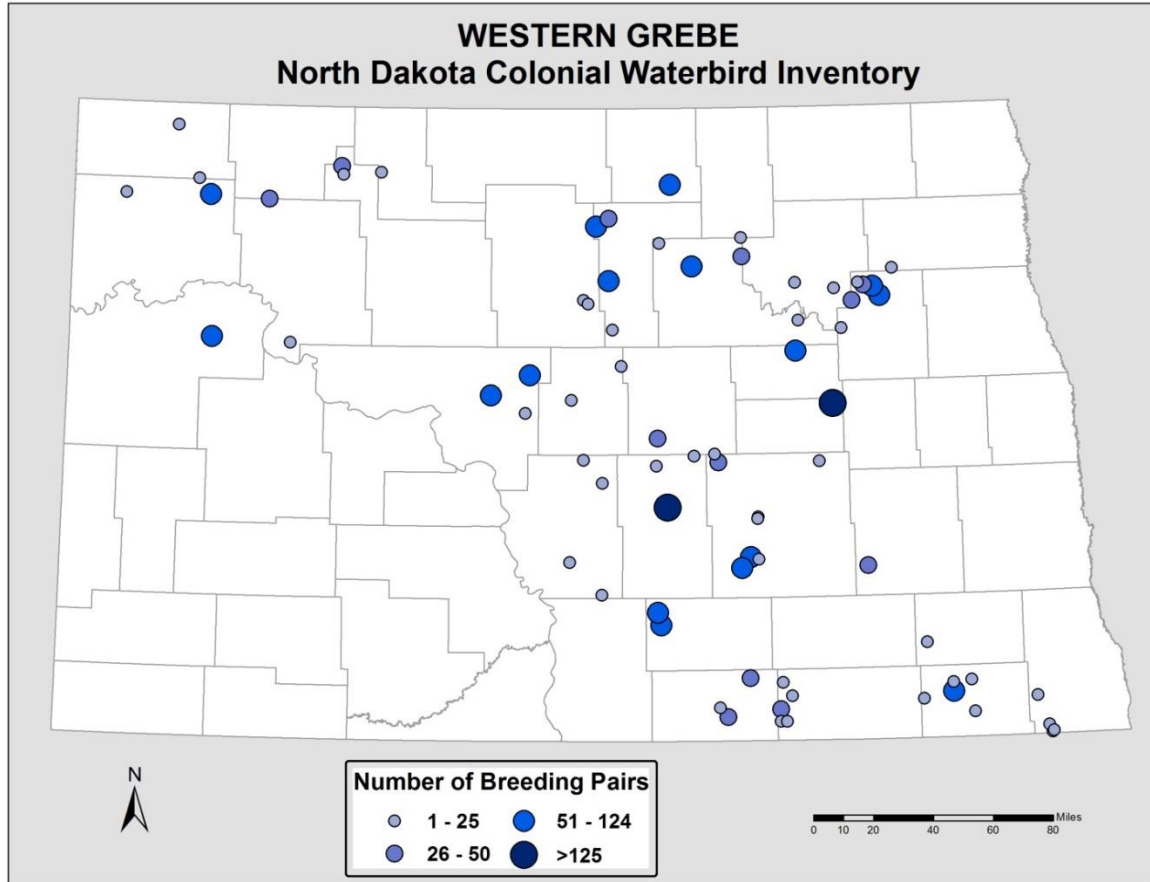 WESTERN GREBE
North Dakota Colonial Waterbird Inventory
N
Number of Breeding Pairs
1 - 25 51 - 124
26 - 50 >125
Miles
0 10 20 40 60 80